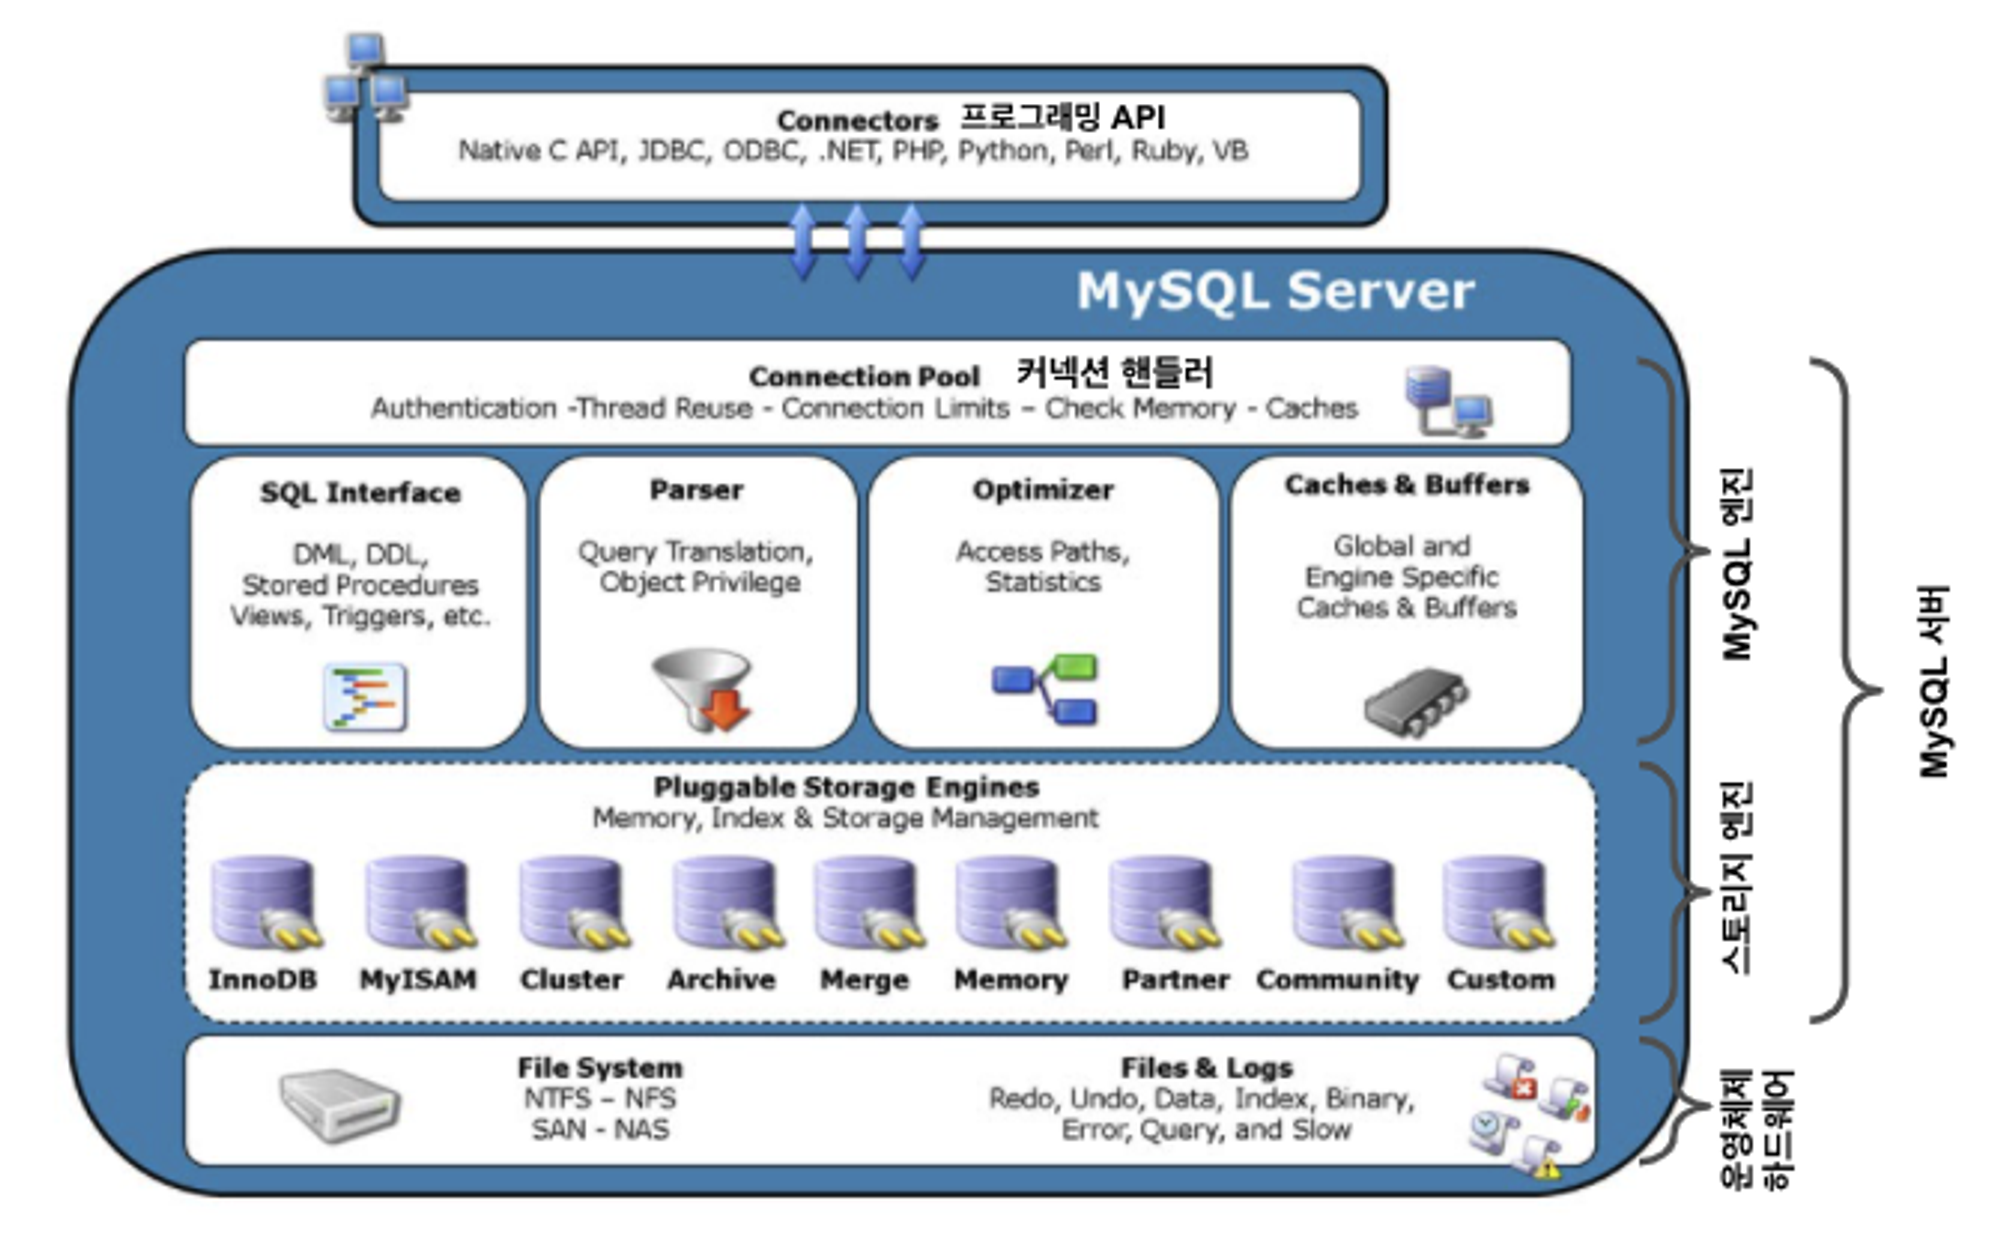 Connectors 프로그래밍 API
Native C API, JDBC, ODBC, .NET, PHP, Python, Perl, Ruby, VB
MySQL Server
Connection Pool 커넥션 핸들러
Authentication -Thread Reuse - Connection Limits – Check Memory - Caches
SQL Interface
DML, DDL,
Stored Procedures
Views, Triggers, etc.
Parser
Query Translation,
Object Privilege
Optimizer
Access Paths,
Statistics
Caches & Buffers
Global and
Engine Specific
Caches & Buffers
MySQL 엔진
Pluggable Storage Engines
Memory, Index & Storage Management
InnoDB
MyISAM
Cluster
Archive
Merge
Memory
Partner
Community
Custom
스토리지 엔진
File System
NTFS – NFS
SAN - NAS
Files & Logs
Redo, Undo, Data, Index, Binary,
Error, Query, and Slow
운영체제
하드웨어
MySQL 서버